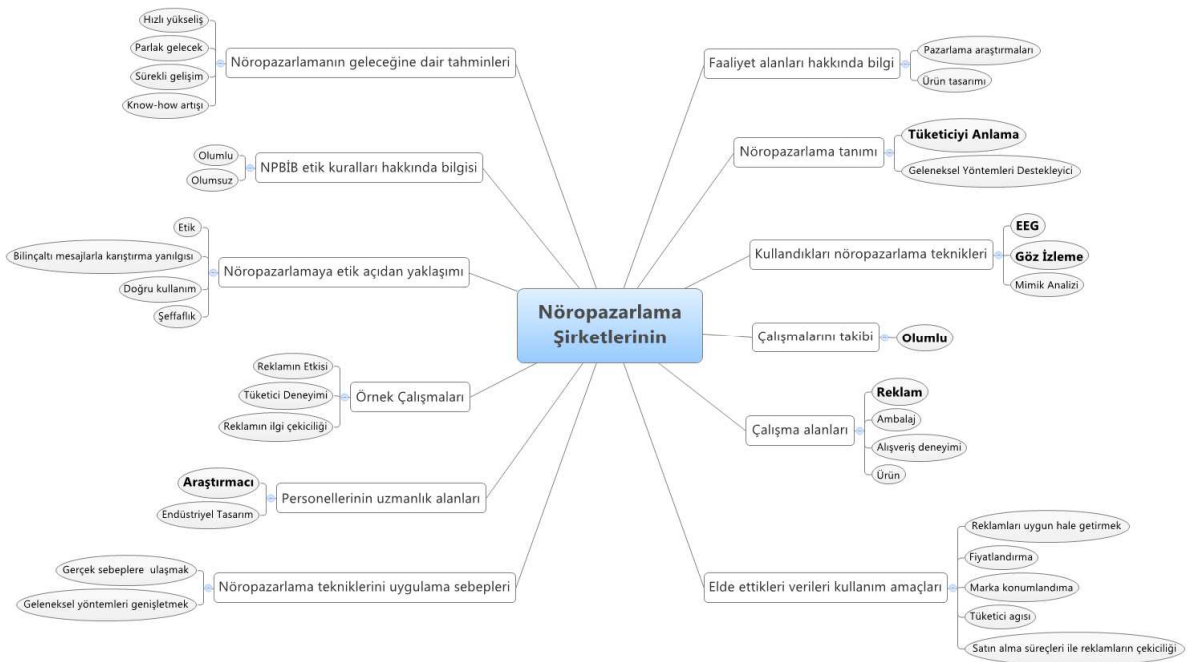 Nöropazarlama
Şirketlerinin
Faaliyet alanları hakkında bilgi
Pazarlama araştırmaları
Ürün tasarımı
Nöropazarlama tanımı
Tüketiciyi Anlama
Geleneksel Yöntemleri Destekleyici
Kullandıkları nöropazarlama teknikleri
EEG
Göz İzleme
Mimik Analizi
Çalışmalarını takibi
Olumlu
Çalışma alanları
Reklam
Ambalaj
Alışveriş deneyimi
Ürün
Elde ettikleri verileri kullanım amaçları
Reklamları uygun hale getirmek
Fiyatlandırma
Marka konumlandıma
Tüketici agısı
Satın alma süreçleri ile reklamların çekiciliği
Nöropazarlamanın geleceğine dair tahminleri
Hızlı yükseliş
Parlak gelecek
Sürekli gelişim
Know-how artışı
NPBİB etik kuralları hakkında bilgisi
Olumlu
Olumsuz
Nöropazarlamaya etik açıdan yaklaşımı
Etik
Bilinçaltı mesajlarla karıştırma yanılgısı
Doğru kullanım
Şeffaflık
Örnek Çalışmaları
Reklamın Etkisi
Tüketici Deneyimi
Reklamın ilgi çekiciliği
Personellerinin uzmanlık alanları
Araştırmacı
Endüstriyel Tasarım
Nöropazarlama tekniklerini uygulama sebepleri
Gerçek sebeplere ulaşmak
Geleneksel yöntemleri genişletmek